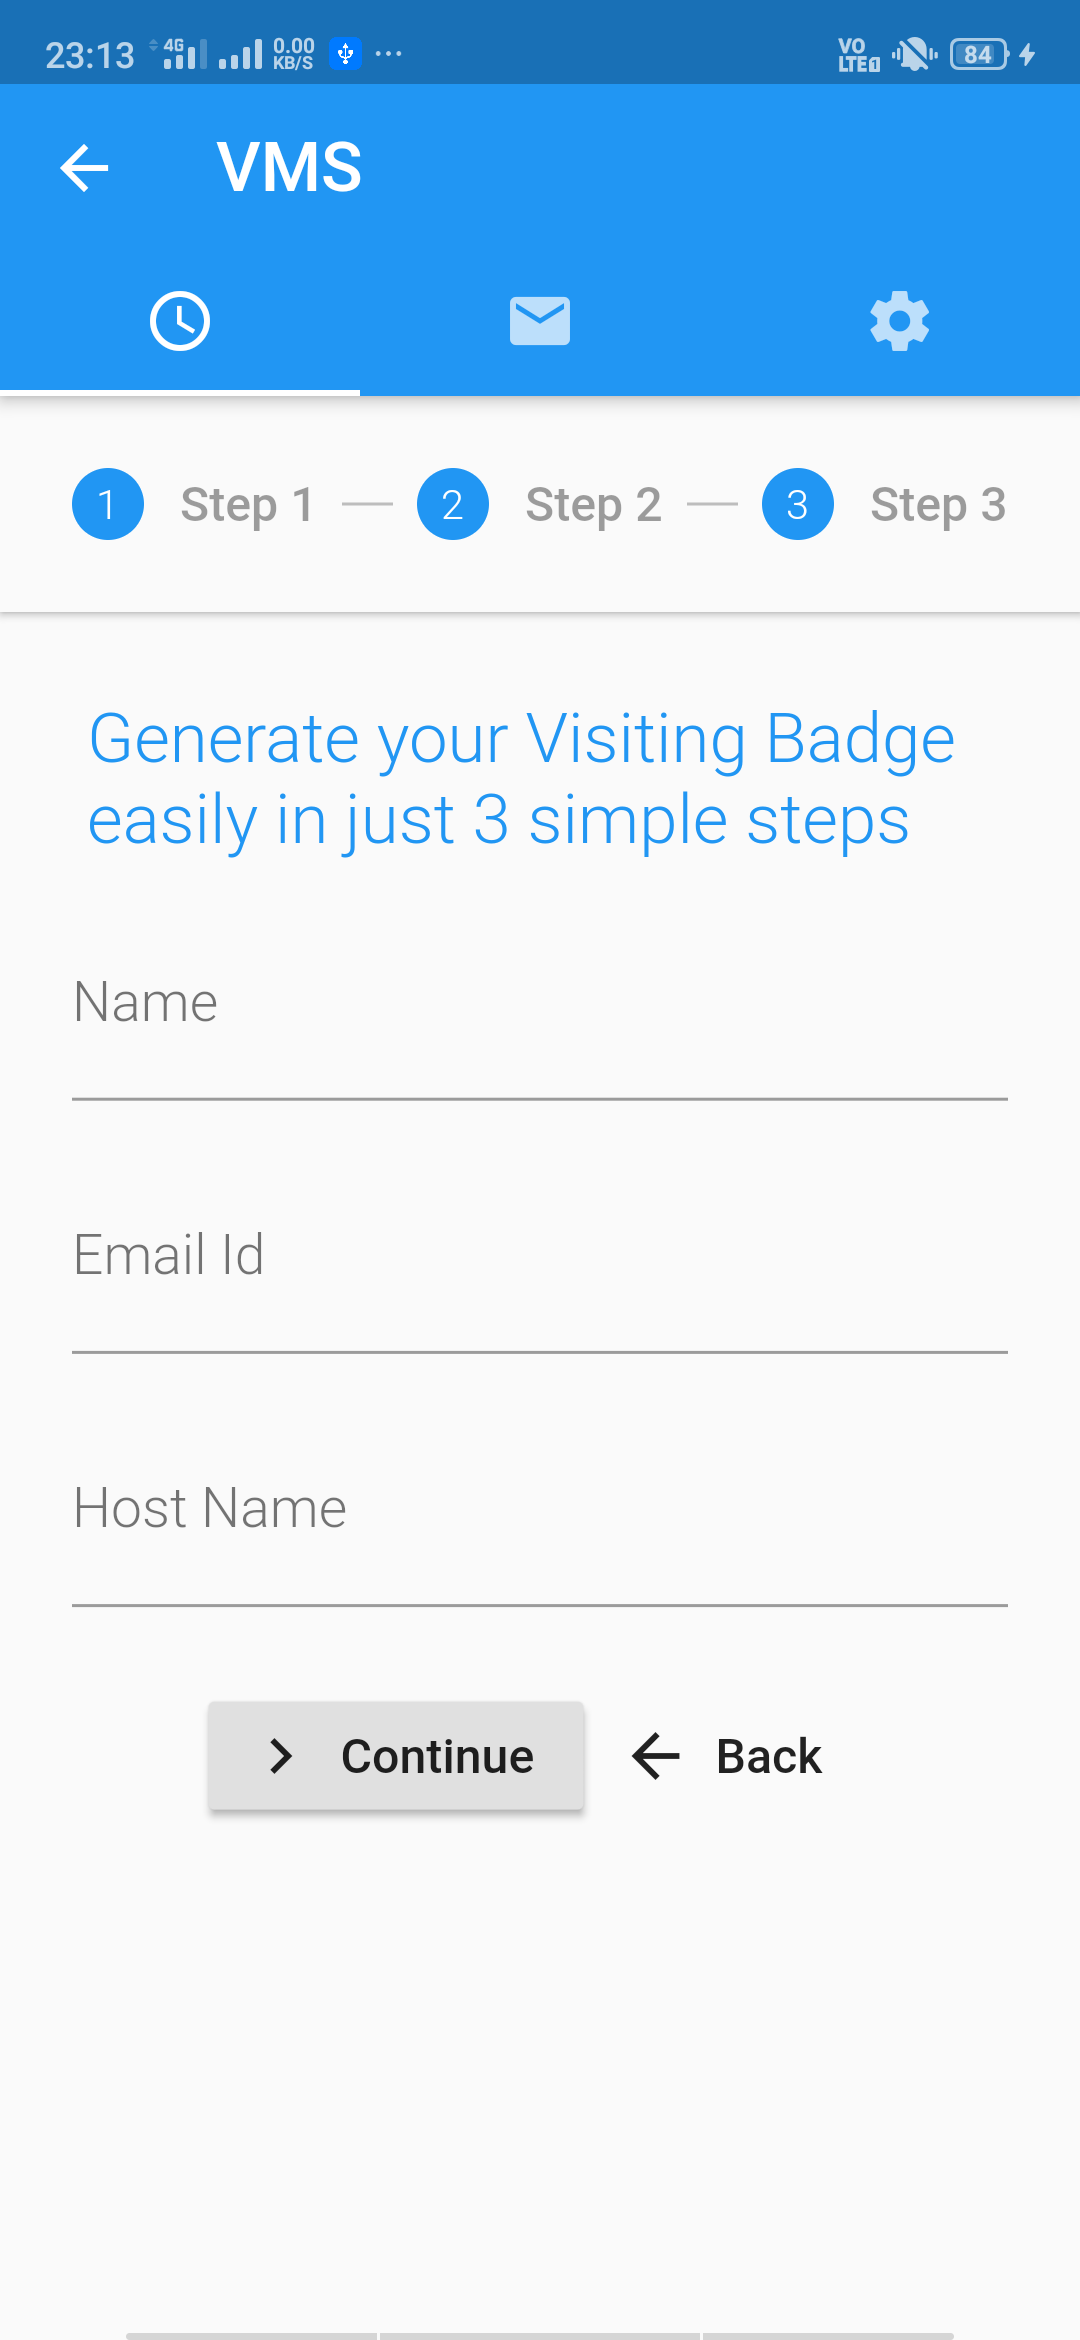 23:13 4G 0.00 KB/S ... VO LTE 1 84
VMS
1 Step 1 2 Step 2 3 Step 3
Generate your Visiting Badge
easily in just 3 simple steps
Name
Email Id
Host Name
Continue Back